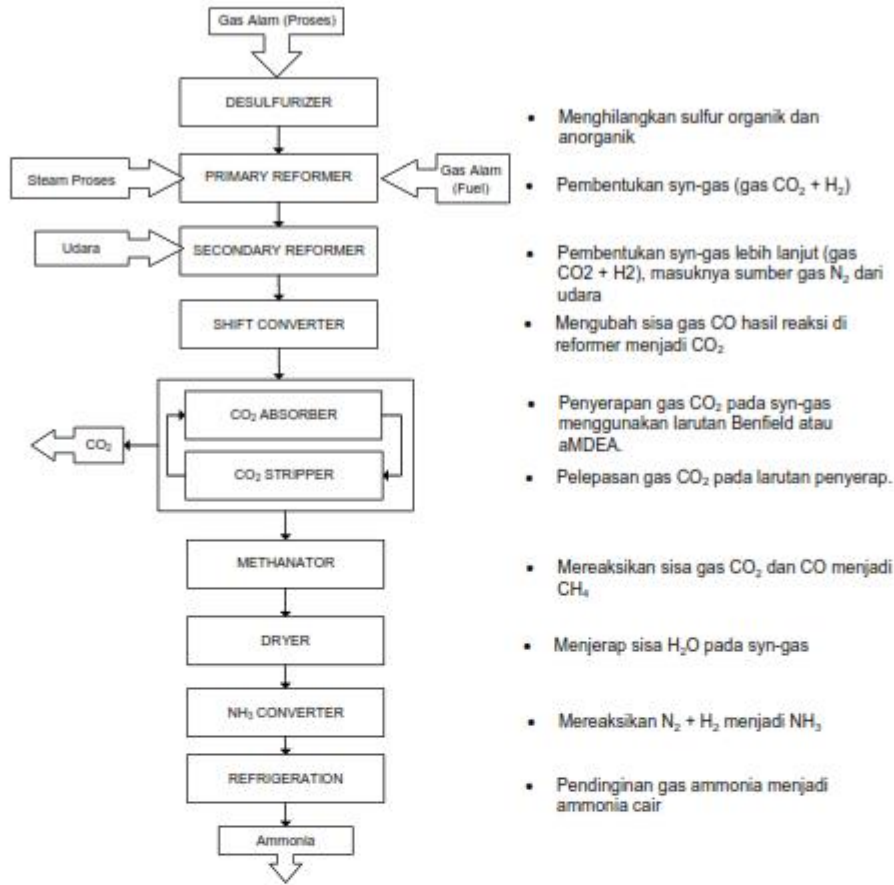 Gas Alam (Proses)
DESULFURIZER
• Menghilangkan sulfur organik dan
anorganik
Steam Proses
PRIMARY REFORMER
Gas Alam
(Fuel)
• Pembentukan syn-gas (gas CO₂ + H₂)
Udara
SECONDARY REFORMER
• Pembentukan syn-gas lebih lanjut (gas
CO2 + H2), masuknya sumber gas N₂ dari
udara
SHIFT CONVERTER
• Mengubah sisa gas CO hasil reaksi di
reformer menjadi CO₂
CO₂ ABSORBER
• Penyerapan gas CO₂ pada syn-gas
menggunakan larutan Benfield atau
aMDEA.
CO₂
CO₂ STRIPPER
• Pelepasan gas CO₂ pada larutan penyerap.
METHANATOR
• Mereaksikan sisa gas CO₂ dan CO menjadi
CH₄
DRYER
• Menjerap sisa H₂O pada syn-gas
NH₃ CONVERTER
• Mereaksikan N₂ + H₂ menjadi NH₃
REFRIGERATION
• Pendinginan gas ammonia menjadi
ammonia cair
Ammonia